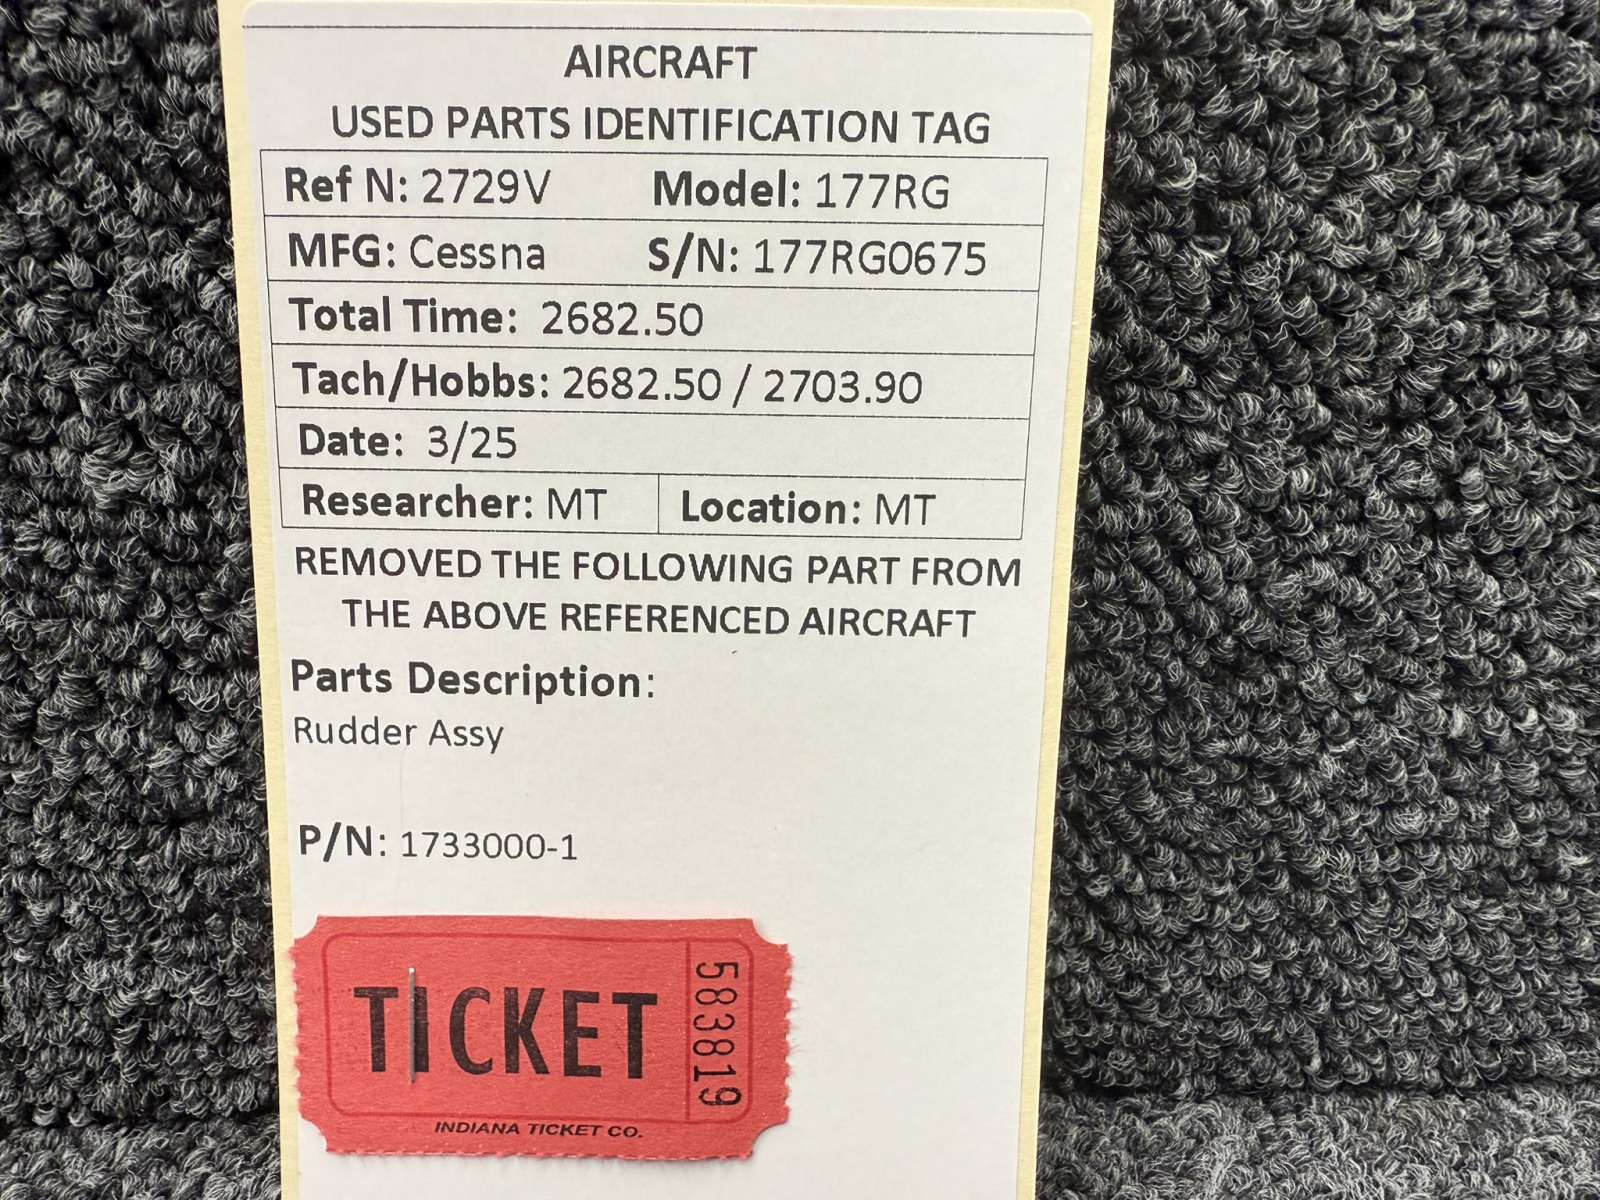 AIRCRAFT
USED PARTS IDENTIFICATION TAG
Ref N: 2729V Model: 177RG
MFG: Cessna S/N: 177RG0675
Total Time: 2682.50
Tach/Hobbs: 2682.50 / 2703.90
Date: 3/25
Researcher: MT Location: MT
REMOVED THE FOLLOWING PART FROM
THE ABOVE REFERENCED AIRCRAFT
Parts Description:
Rudder Assy
P/N: 1733000-1
TICKET
583819
INDIANA TICKET CO.